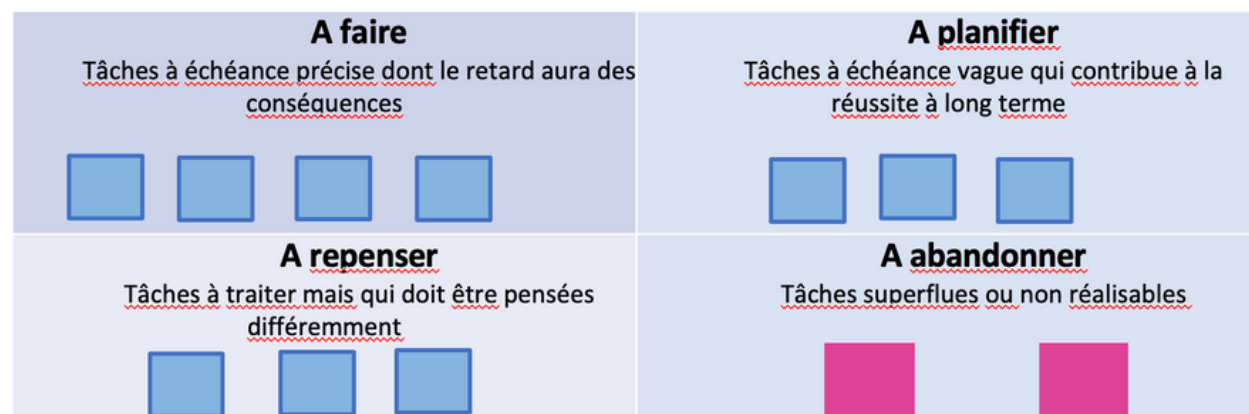 A faire
Tâches à échéance précise dont le retard aura des
conséquences
A planifier
Tâches à échéance vague qui contribue à la
réussite à long terme
A repenser
Tâches à traiter mais qui doit être pensées
différemment
A abandonner
Tâches superflues ou non réalisables